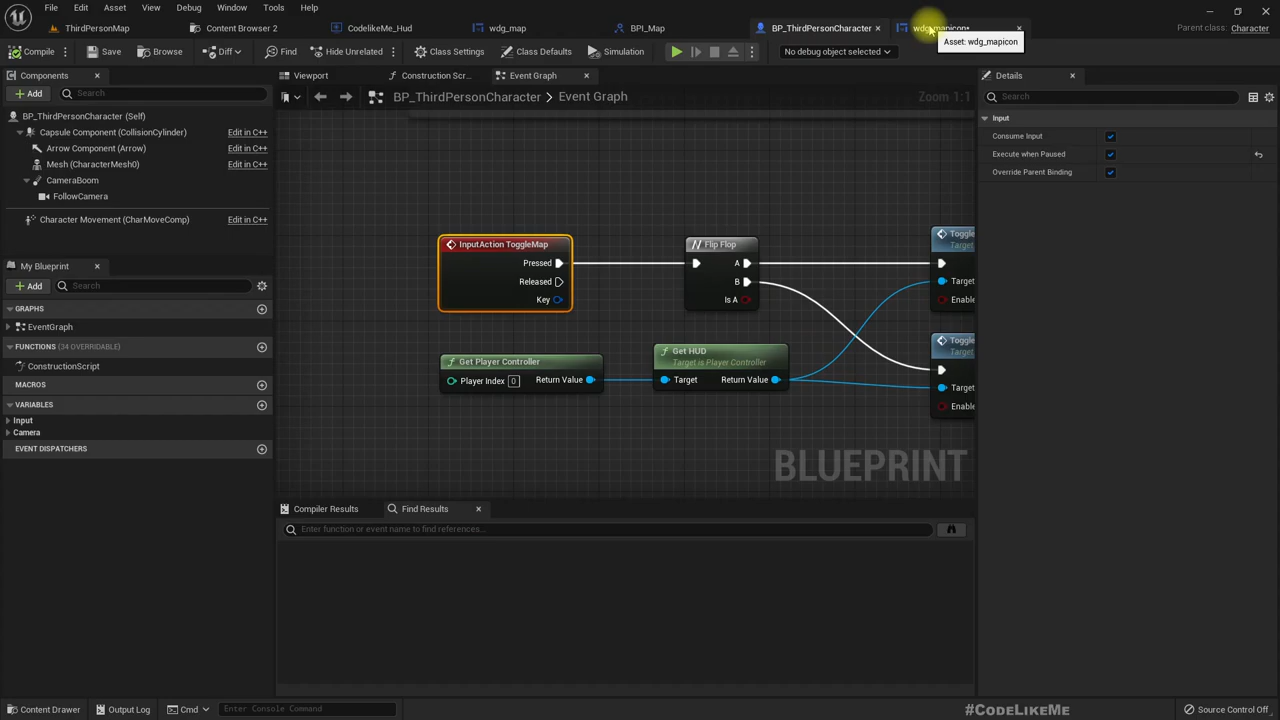 File Edit Asset View Debug Window Tools Help
ThirdPersonMap Content Browser 2 CodelikeMe_Hud wdg_map BPI_Map BP_ThirdPersonCharacter wdg_mapicon* Parent class: Character
Asset: wdg_mapicon
Compile Save Browse Diff Hide Unrelated Class Settings Class Defaults Simulation No debug object selected
Components Viewport Construction Scr... Event Graph Details
Add Search
BP_ThirdPersonCharacter > Event Graph Zoom 1:1
Search
BP_ThirdPersonCharacter (Self)
Capsule Component (CollisionCylinder) Edit in C++
Arrow Component (Arrow) Edit in C++
Mesh (CharacterMesh0) Edit in C++
CameraBoom
FollowCamera
Character Movement (CharMoveComp) Edit in C++
Input
Consume Input
Execute when Paused
Override Parent Binding
My Blueprint
Add Search
GRAPHS
EventGraph
FUNCTIONS (34 OVERRIDABLE)
ConstructionScript
MACROS
VARIABLES
Input
Camera
EVENT DISPATCHERS
InputAction ToggleMap
Pressed
Released
Key
Flip Flop
A
B
Is A
Toggle
Target
Target
Enable
Get Player Controller
Player Index 0 Return Value
Get HUD
Target is Player Controller
Target Return Value
Toggle
Target
Target
Enable
BLUEPRINT
Compiler Results Find Results
Enter function or event name to find references...
Content Drawer Output Log Cmd Enter Console Command Source Control Off
#CodeLikeMe